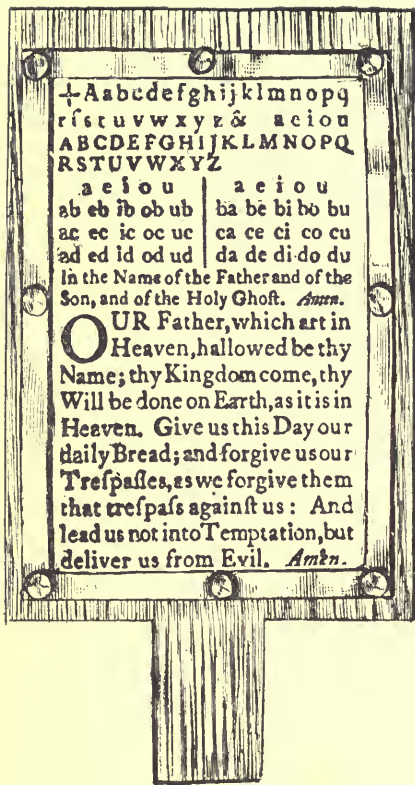 +Aabcdefghijklmnopq
rſstuvwxyz& aeiou
ABCDEFGHIJKLMNOPQ
RSTUVWXYZ
a e i o u | a e i o u
ab eb ib ob ub | ba be bi bo bu
ac ec ic oc uc | ca ce ci co cu
ad ed id od ud | da de di do du
In the Name of the Father and of the
Son, and of the Holy Ghoſt. Amen.
OUR Father, which art in
Heaven, hallowed be thy
Name; thy Kingdom come, thy
Will be done on Earth, as it is in
Heaven. Give us this Day our
daily Bread; and forgive us our
Treſpaſſes, as we forgive them
that treſpaſs againſt us: And
lead us not into Temptation, but
deliver us from Evil. Amen.